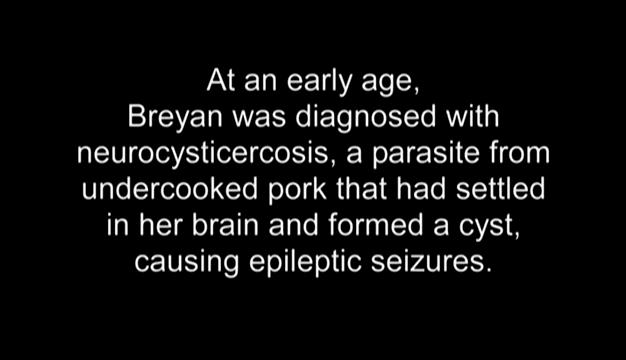 At an early age,
Breyan was diagnosed with
neurocysticercosis, a parasite from
undercooked pork that had settled
in her brain and formed a cyst,
causing epileptic seizures.